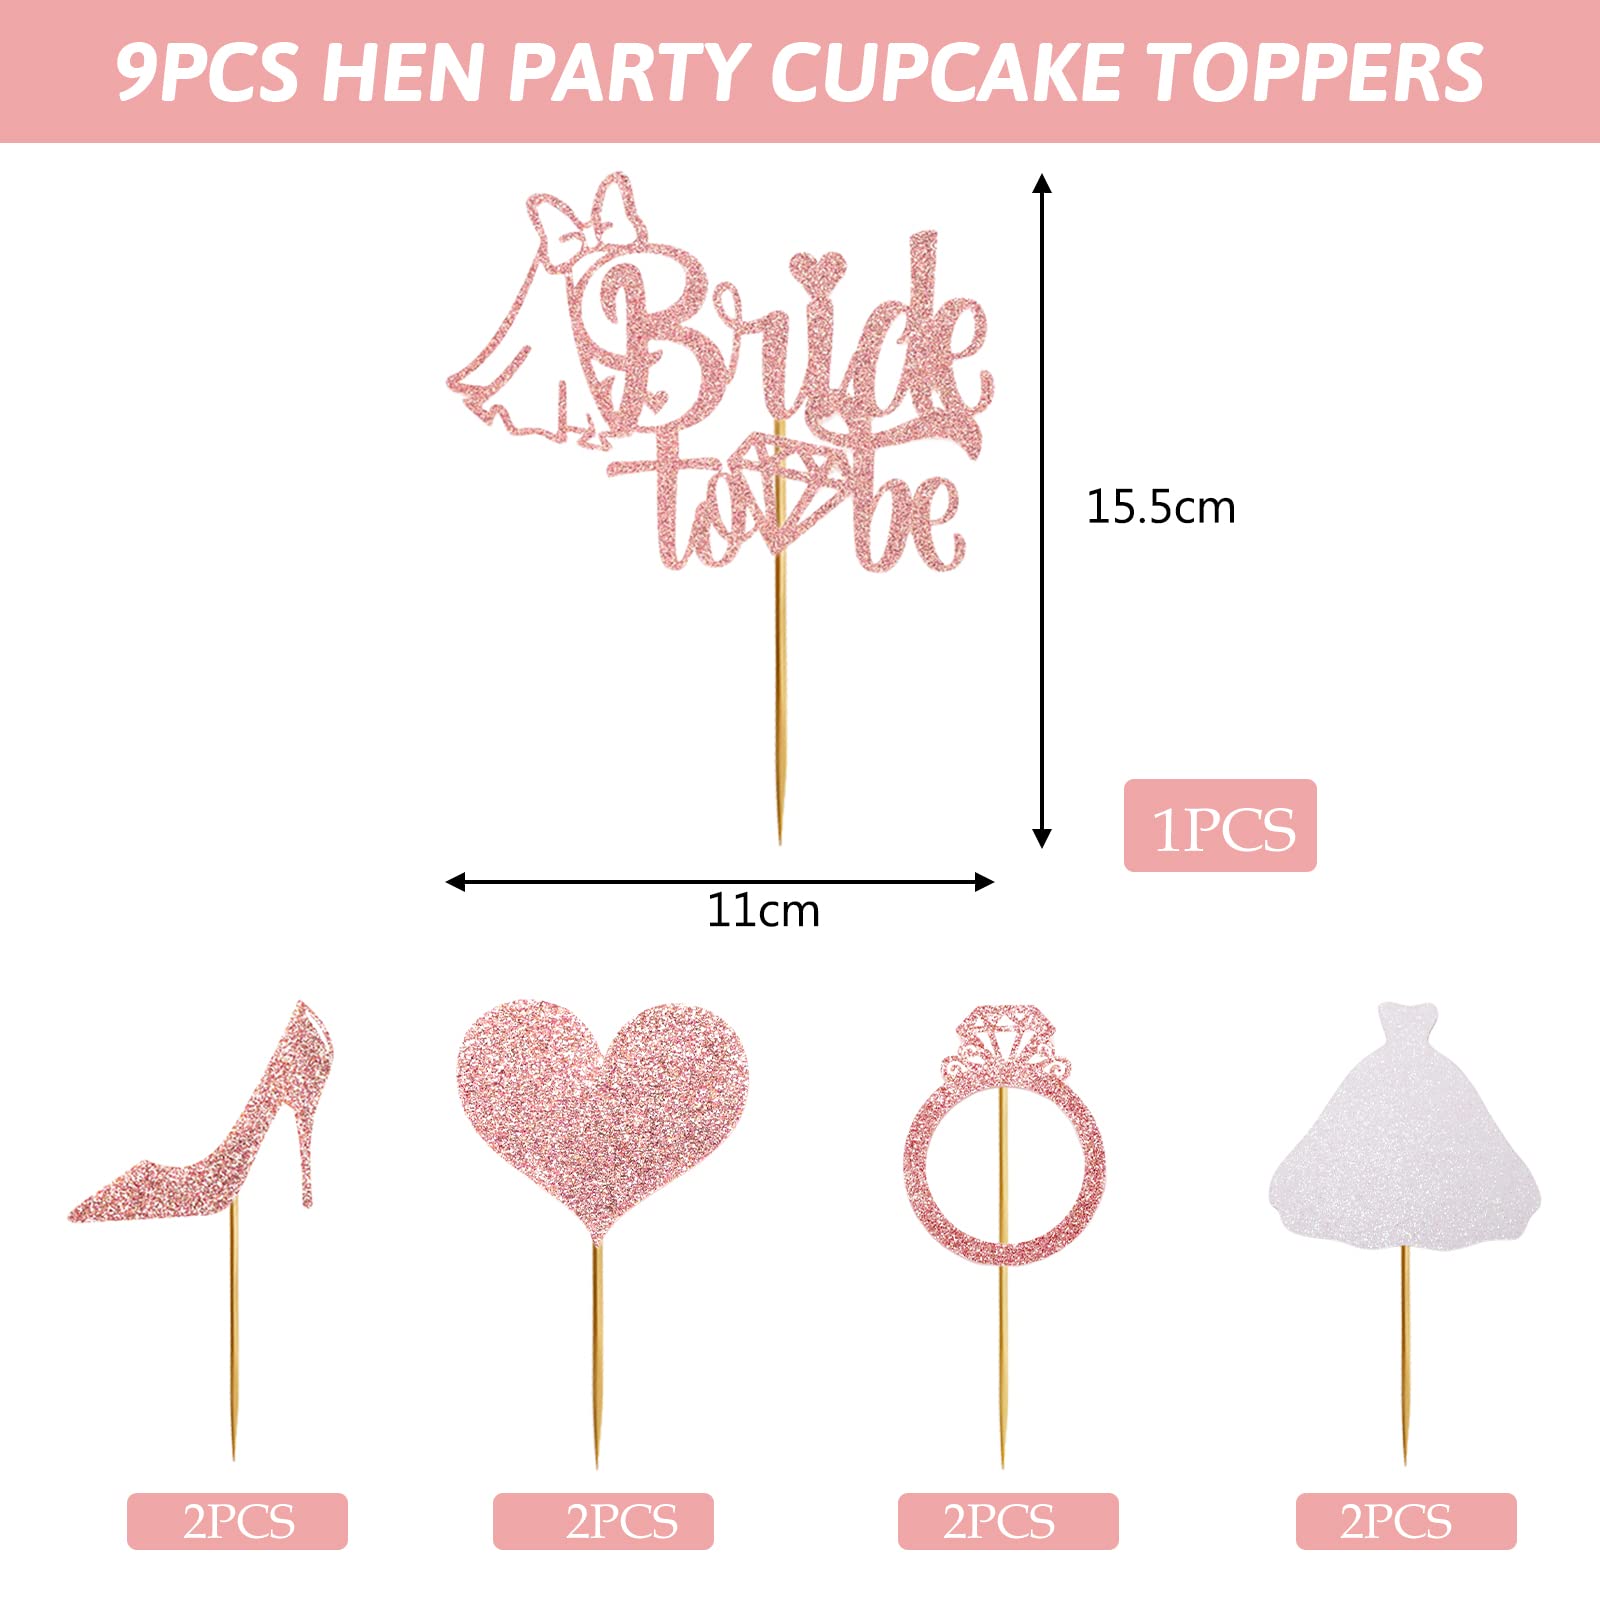 9PCS HEN PARTY CUPCAKE TOPPERS
Bride
to be
15.5cm
1PCS
11cm
2PCS
2PCS
2PCS
2PCS